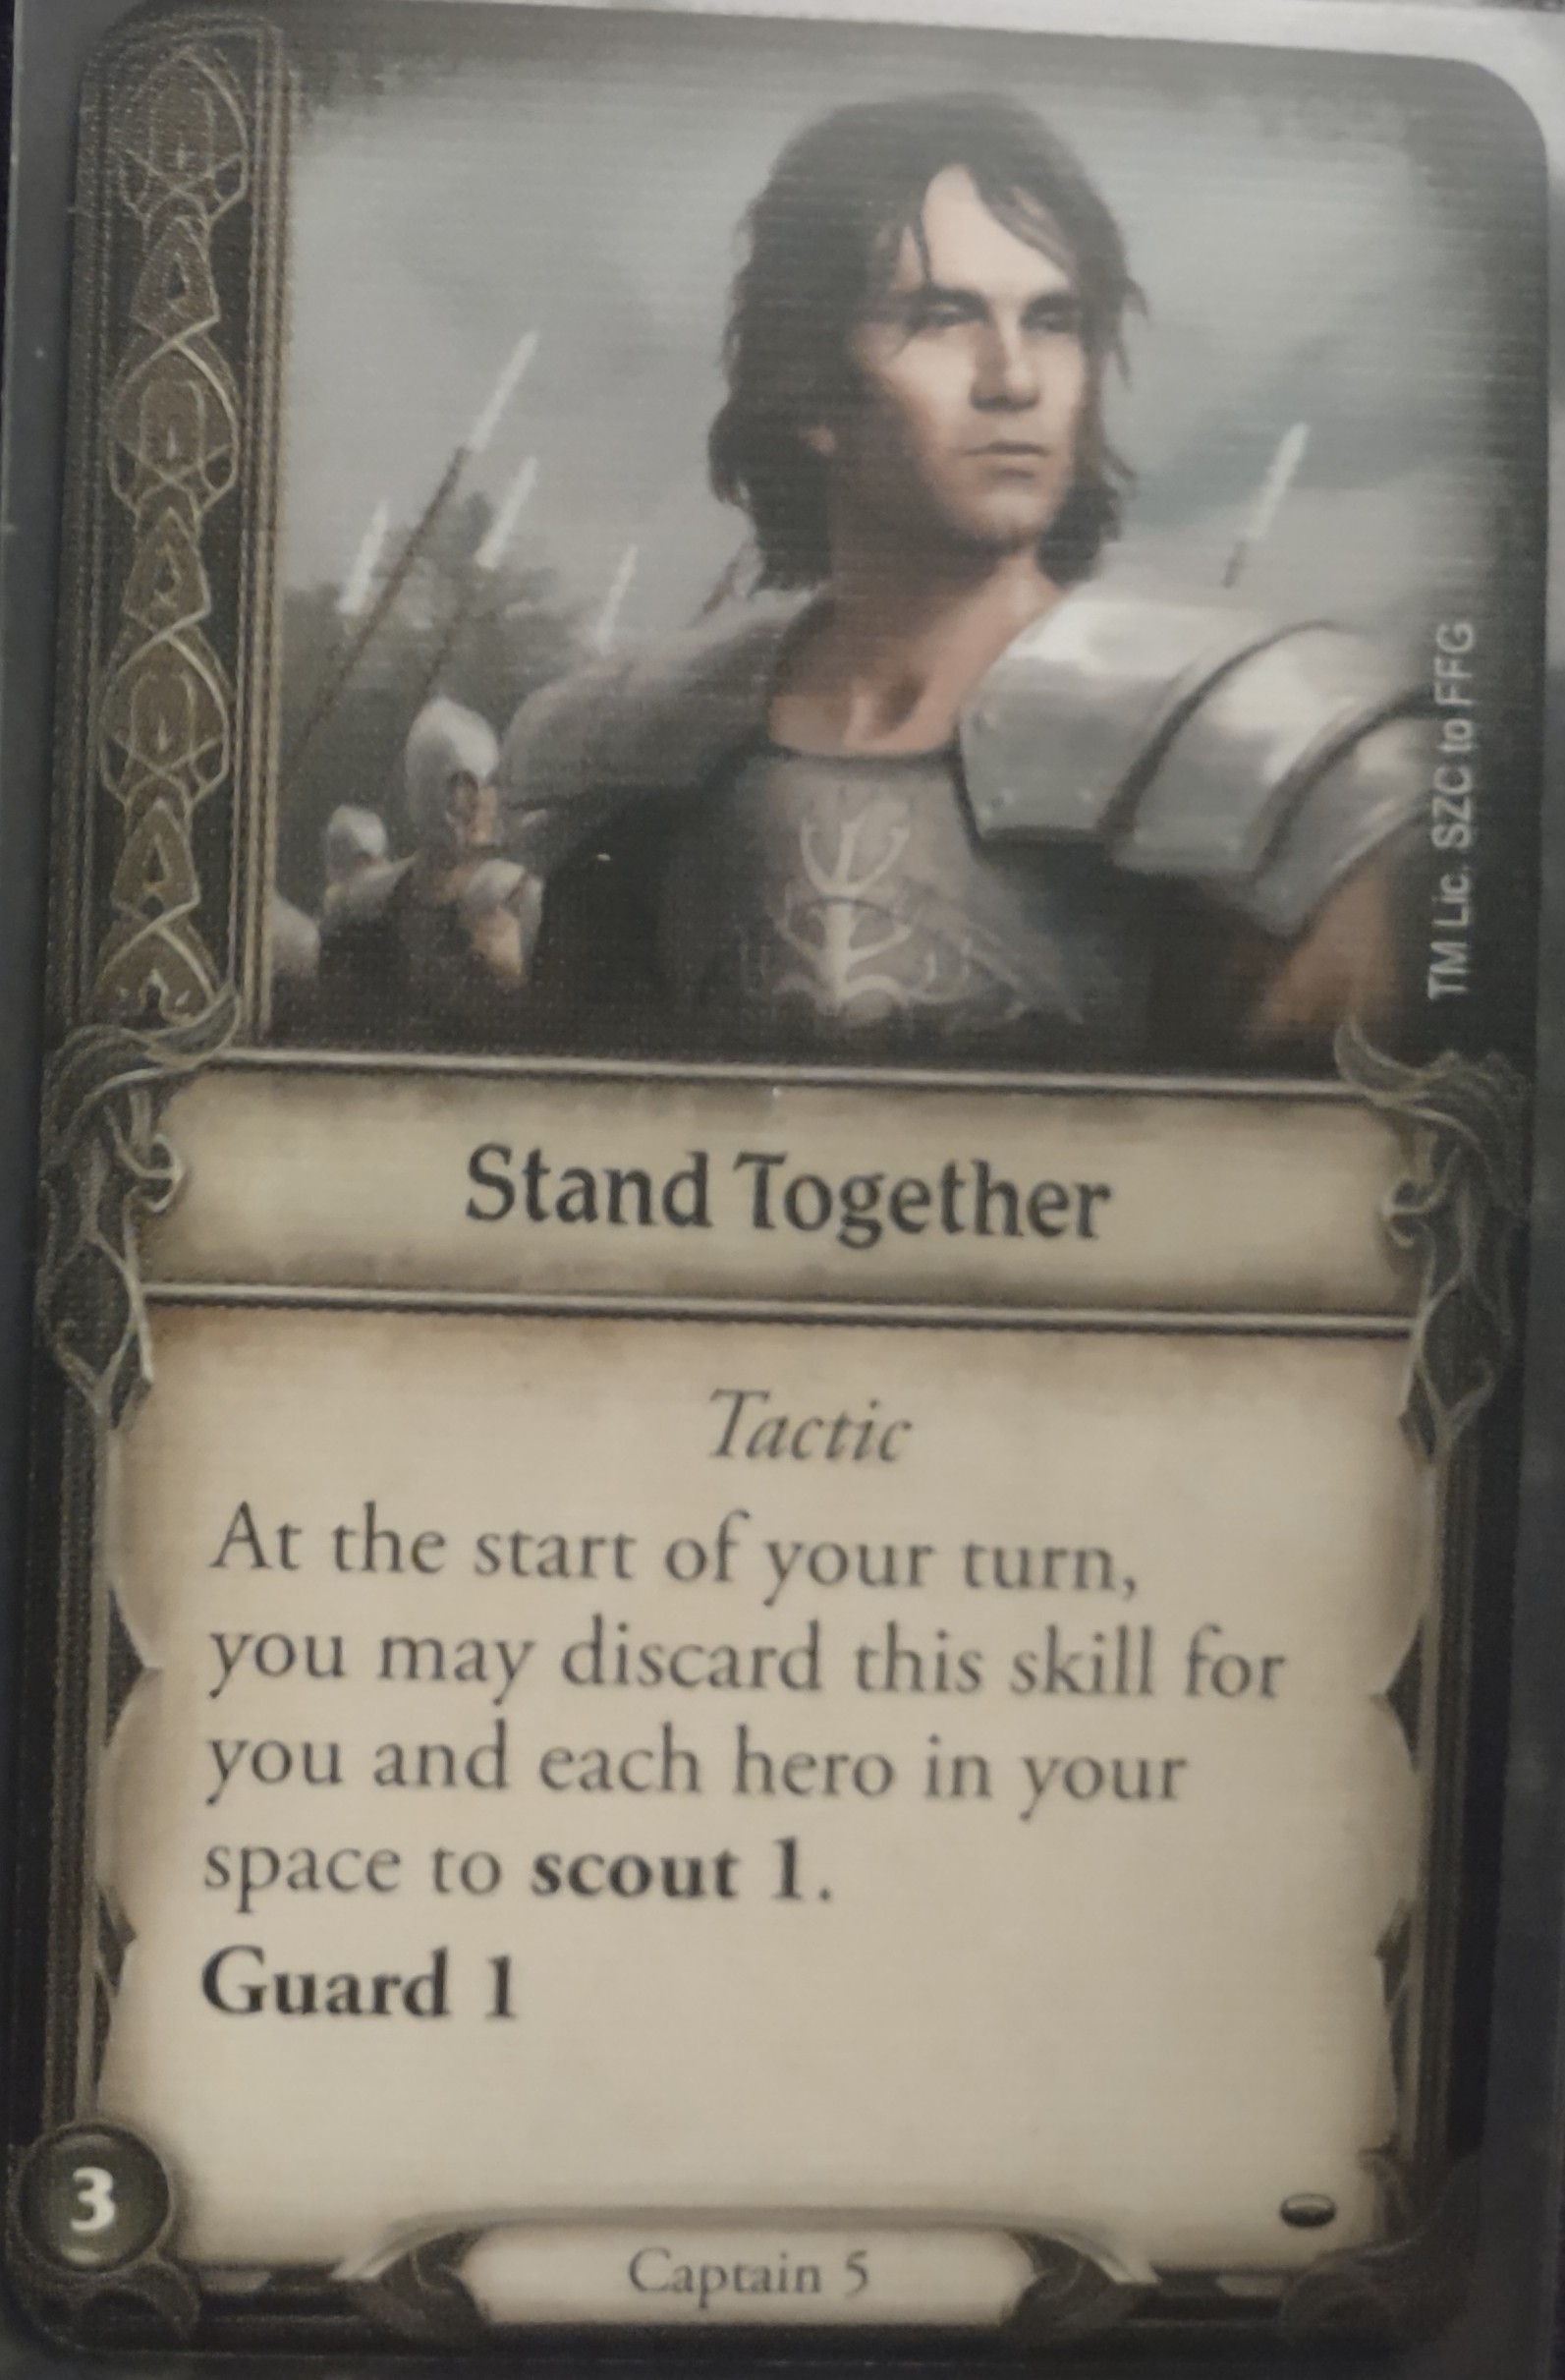 TM Lic. SZC to FFG
Stand Together
Tactic
At the start of your turn,
you may discard this skill for
you and each hero in your
space to scout 1.
Guard 1
3
Captain 5